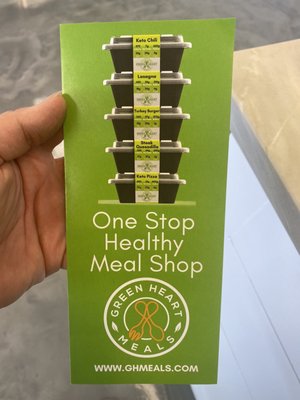 Keto Chili
Lasagna
Turkey Burger
Steak
Quesadilla
Keto Pizza
One Stop
Healthy
Meal Shop
GREEN HEART
MEALS
WWW.GHMEALS.COM